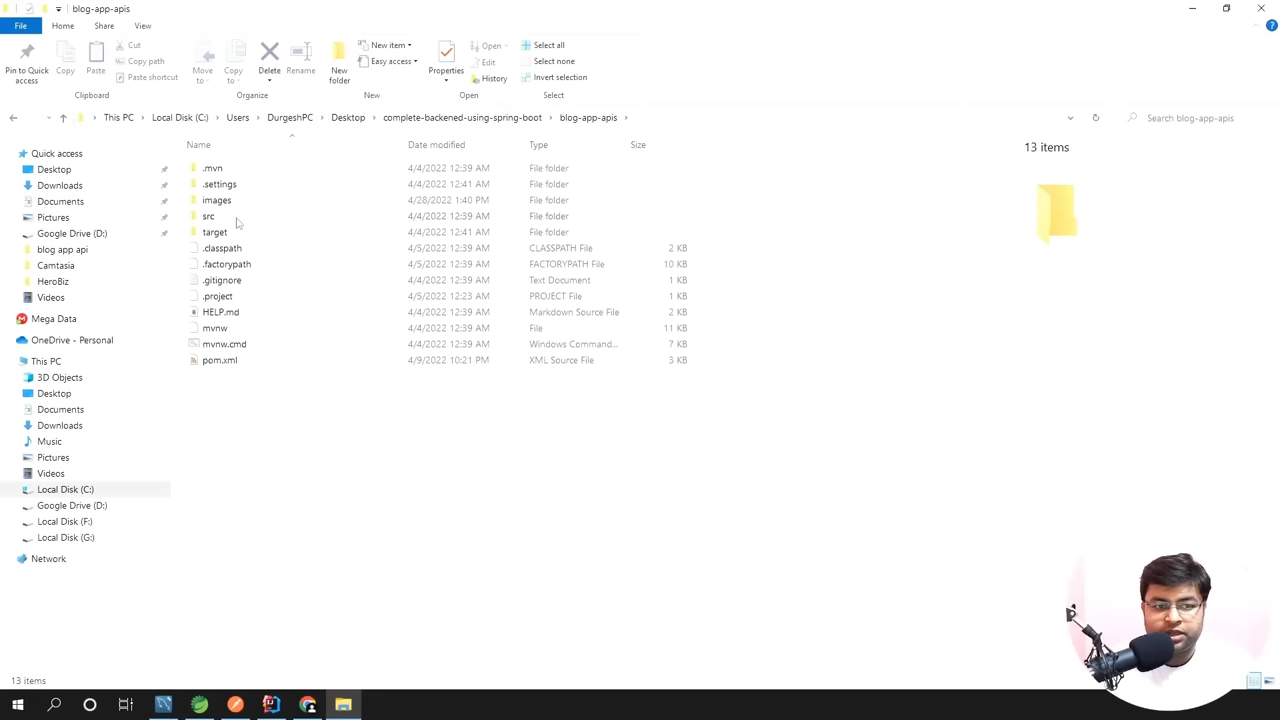 blog-app-apis
File Home Share View
Pin to Quick access
Copy
Paste
Cut
Copy path
Paste shortcut
Clipboard
Move to
Copy to
Delete
Rename
Organize
New folder
New item
Easy access
New
Properties
Open
Edit
History
Open
Select all
Select none
Invert selection
Select
This PC Local Disk (C:) Users DurgeshPC Desktop complete-backened-using-spring-boot blog-app-apis
Search blog-app-apis
Quick access
Desktop
Downloads
Documents
Pictures
Google Drive (D:)
blog app api
Camtasia
HeroBiz
Videos
Mega Data
OneDrive - Personal
This PC
3D Objects
Desktop
Documents
Downloads
Music
Pictures
Videos
Local Disk (C:)
Google Drive (D:)
Local Disk (F:)
Local Disk (G:)
Network
Name Date modified Type Size
.mvn 4/4/2022 12:39 AM File folder
.settings 4/4/2022 12:41 AM File folder
images 4/28/2022 1:40 PM File folder
src 4/4/2022 12:39 AM File folder
target 4/4/2022 12:41 AM File folder
.classpath 4/5/2022 12:39 AM CLASSPATH File 2 KB
.factorypath 4/5/2022 12:39 AM FACTORYPATH File 10 KB
.gitignore 4/4/2022 12:39 AM Text Document 1 KB
.project 4/5/2022 12:23 AM PROJECT File 1 KB
HELP.md 4/4/2022 12:39 AM Markdown Source File 2 KB
mvnw 4/4/2022 12:39 AM File 11 KB
mvnw.cmd 4/4/2022 12:39 AM Windows Command... 7 KB
pom.xml 4/9/2022 10:21 PM XML Source File 3 KB
13 items
13 items